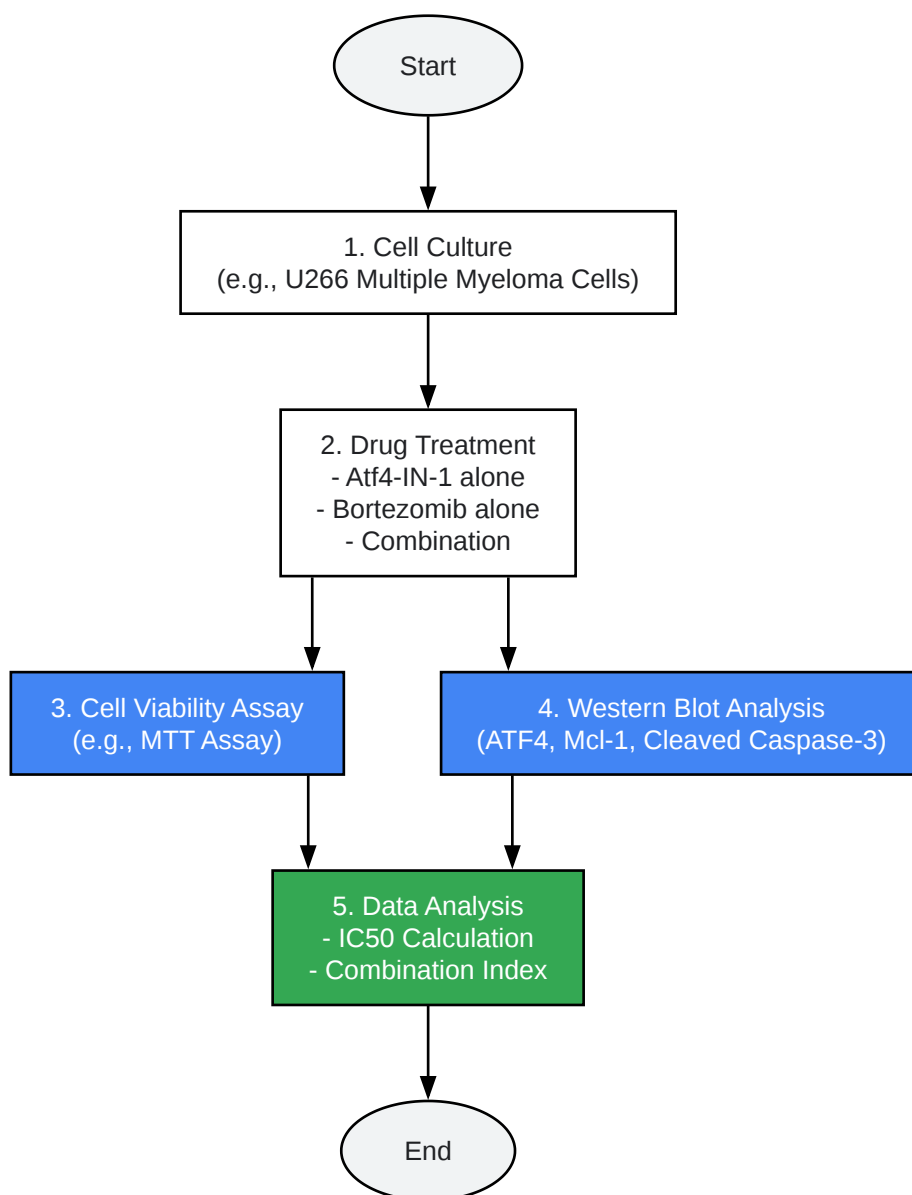 Start
1. Cell Culture
(e.g., U266 Multiple Myeloma Cells)
2. Drug Treatment
- Atf4-IN-1 alone
- Bortezomib alone
- Combination
3. Cell Viability Assay
(e.g., MTT Assay)
4. Western Blot Analysis
(ATF4, Mcl-1, Cleaved Caspase-3)
5. Data Analysis
- IC50 Calculation
- Combination Index
End